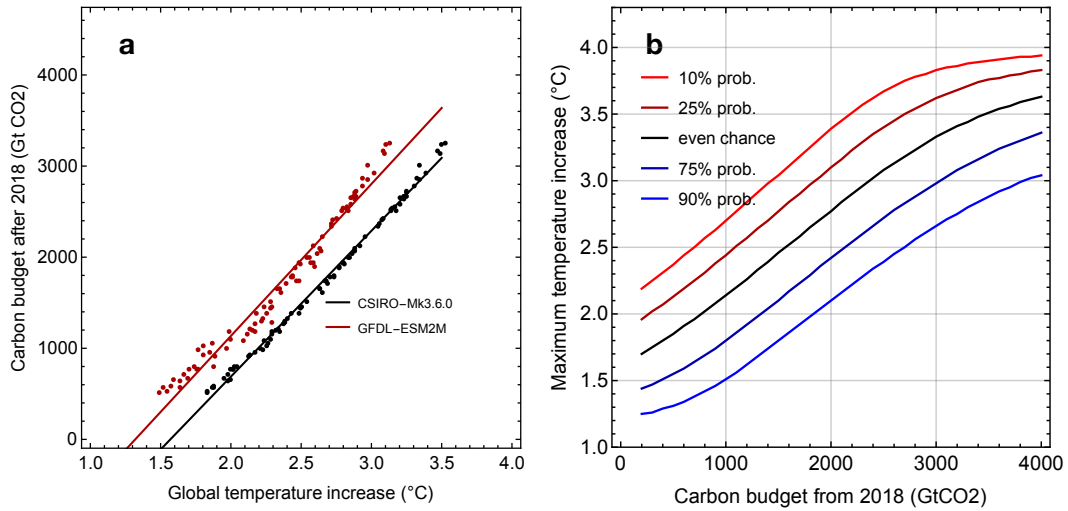 a
Carbon budget after 2018 (Gt CO2)
4000
3000
2000
1000
0
CSIRO-Mk3.6.0
GFDL-ESM2M
1.0 1.5 2.0 2.5 3.0 3.5 4.0
Global temperature increase (°C)
b
Maximum temperature increase (°C)
4.0
3.5
3.0
2.5
2.0
1.5
1.0
10% prob.
25% prob.
even chance
75% prob.
90% prob.
0 1000 2000 3000 4000
Carbon budget from 2018 (GtCO2)